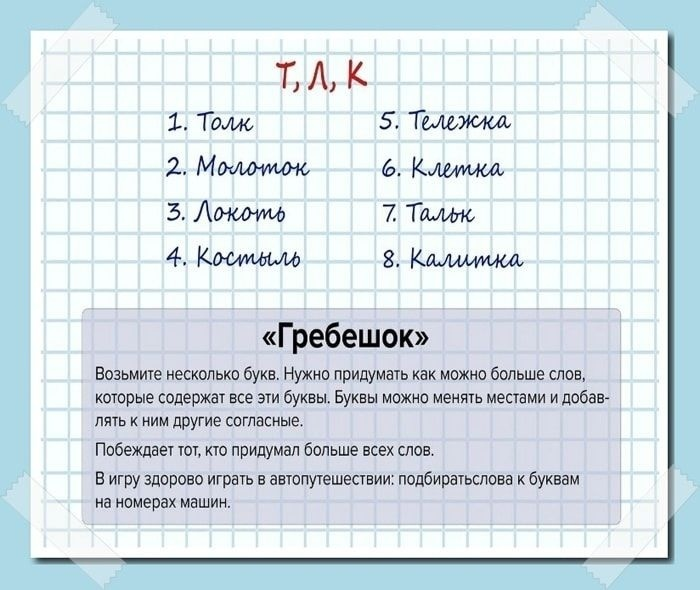 Т, Л, К
1. Толк
2. Молоток
3. Локоть
4. Костыль
5. Тележка
6. Клетка
7. Тальк
8. Калитка
«Гребешок»
Возьмите несколько букв. Нужно придумать как можно больше слов,
которые содержат все эти буквы. Буквы можно менять местами и добав-
лять к ним другие согласные.
Побеждает тот, кто придумал больше всех слов.
В игру здорово играть в автопутешествии: подбиратьслова к буквам
на номерах машин.